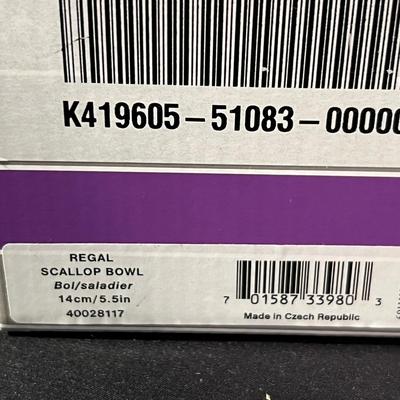 K419605-51083-00000
REGAL
SCALLOP BOWL
Bol/saladier
14cm/5.5in
40028117
7 01587 33980 3
Made in Czech Republic